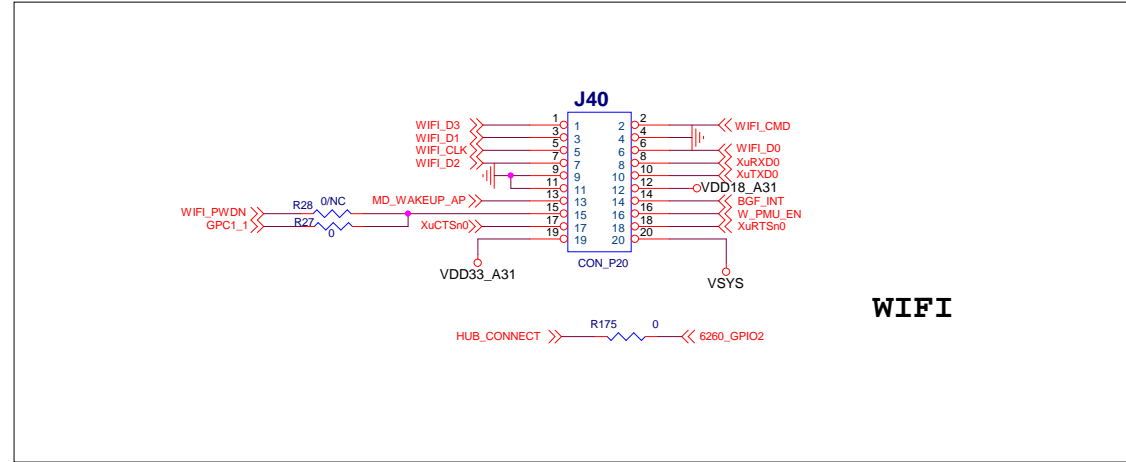 J40
1 1 2 2
WIFI_D3 WIFI_CMD
3 3 4 4
WIFI_D1
5 5 6 6
WIFI_CLK WIFI_D0
7 7 8 8
WIFI_D2 XuRXD0
9 9 10 10
XuTXD0
11 11 12 12
VDD18_A31
13 13 14 14
MD_WAKEUP_AP BGF_INT
R28 0/NC
WIFI_PWDN
15 15 16 16
W_PMU_EN
GPC1_1 R27 0
17 17 18 18
XuCTSn0 XuRTSn0
19 19 20 20
CON_P20
VDD33_A31
VSYS
WIFI
R175 0
HUB_CONNECT 6260_GPIO2